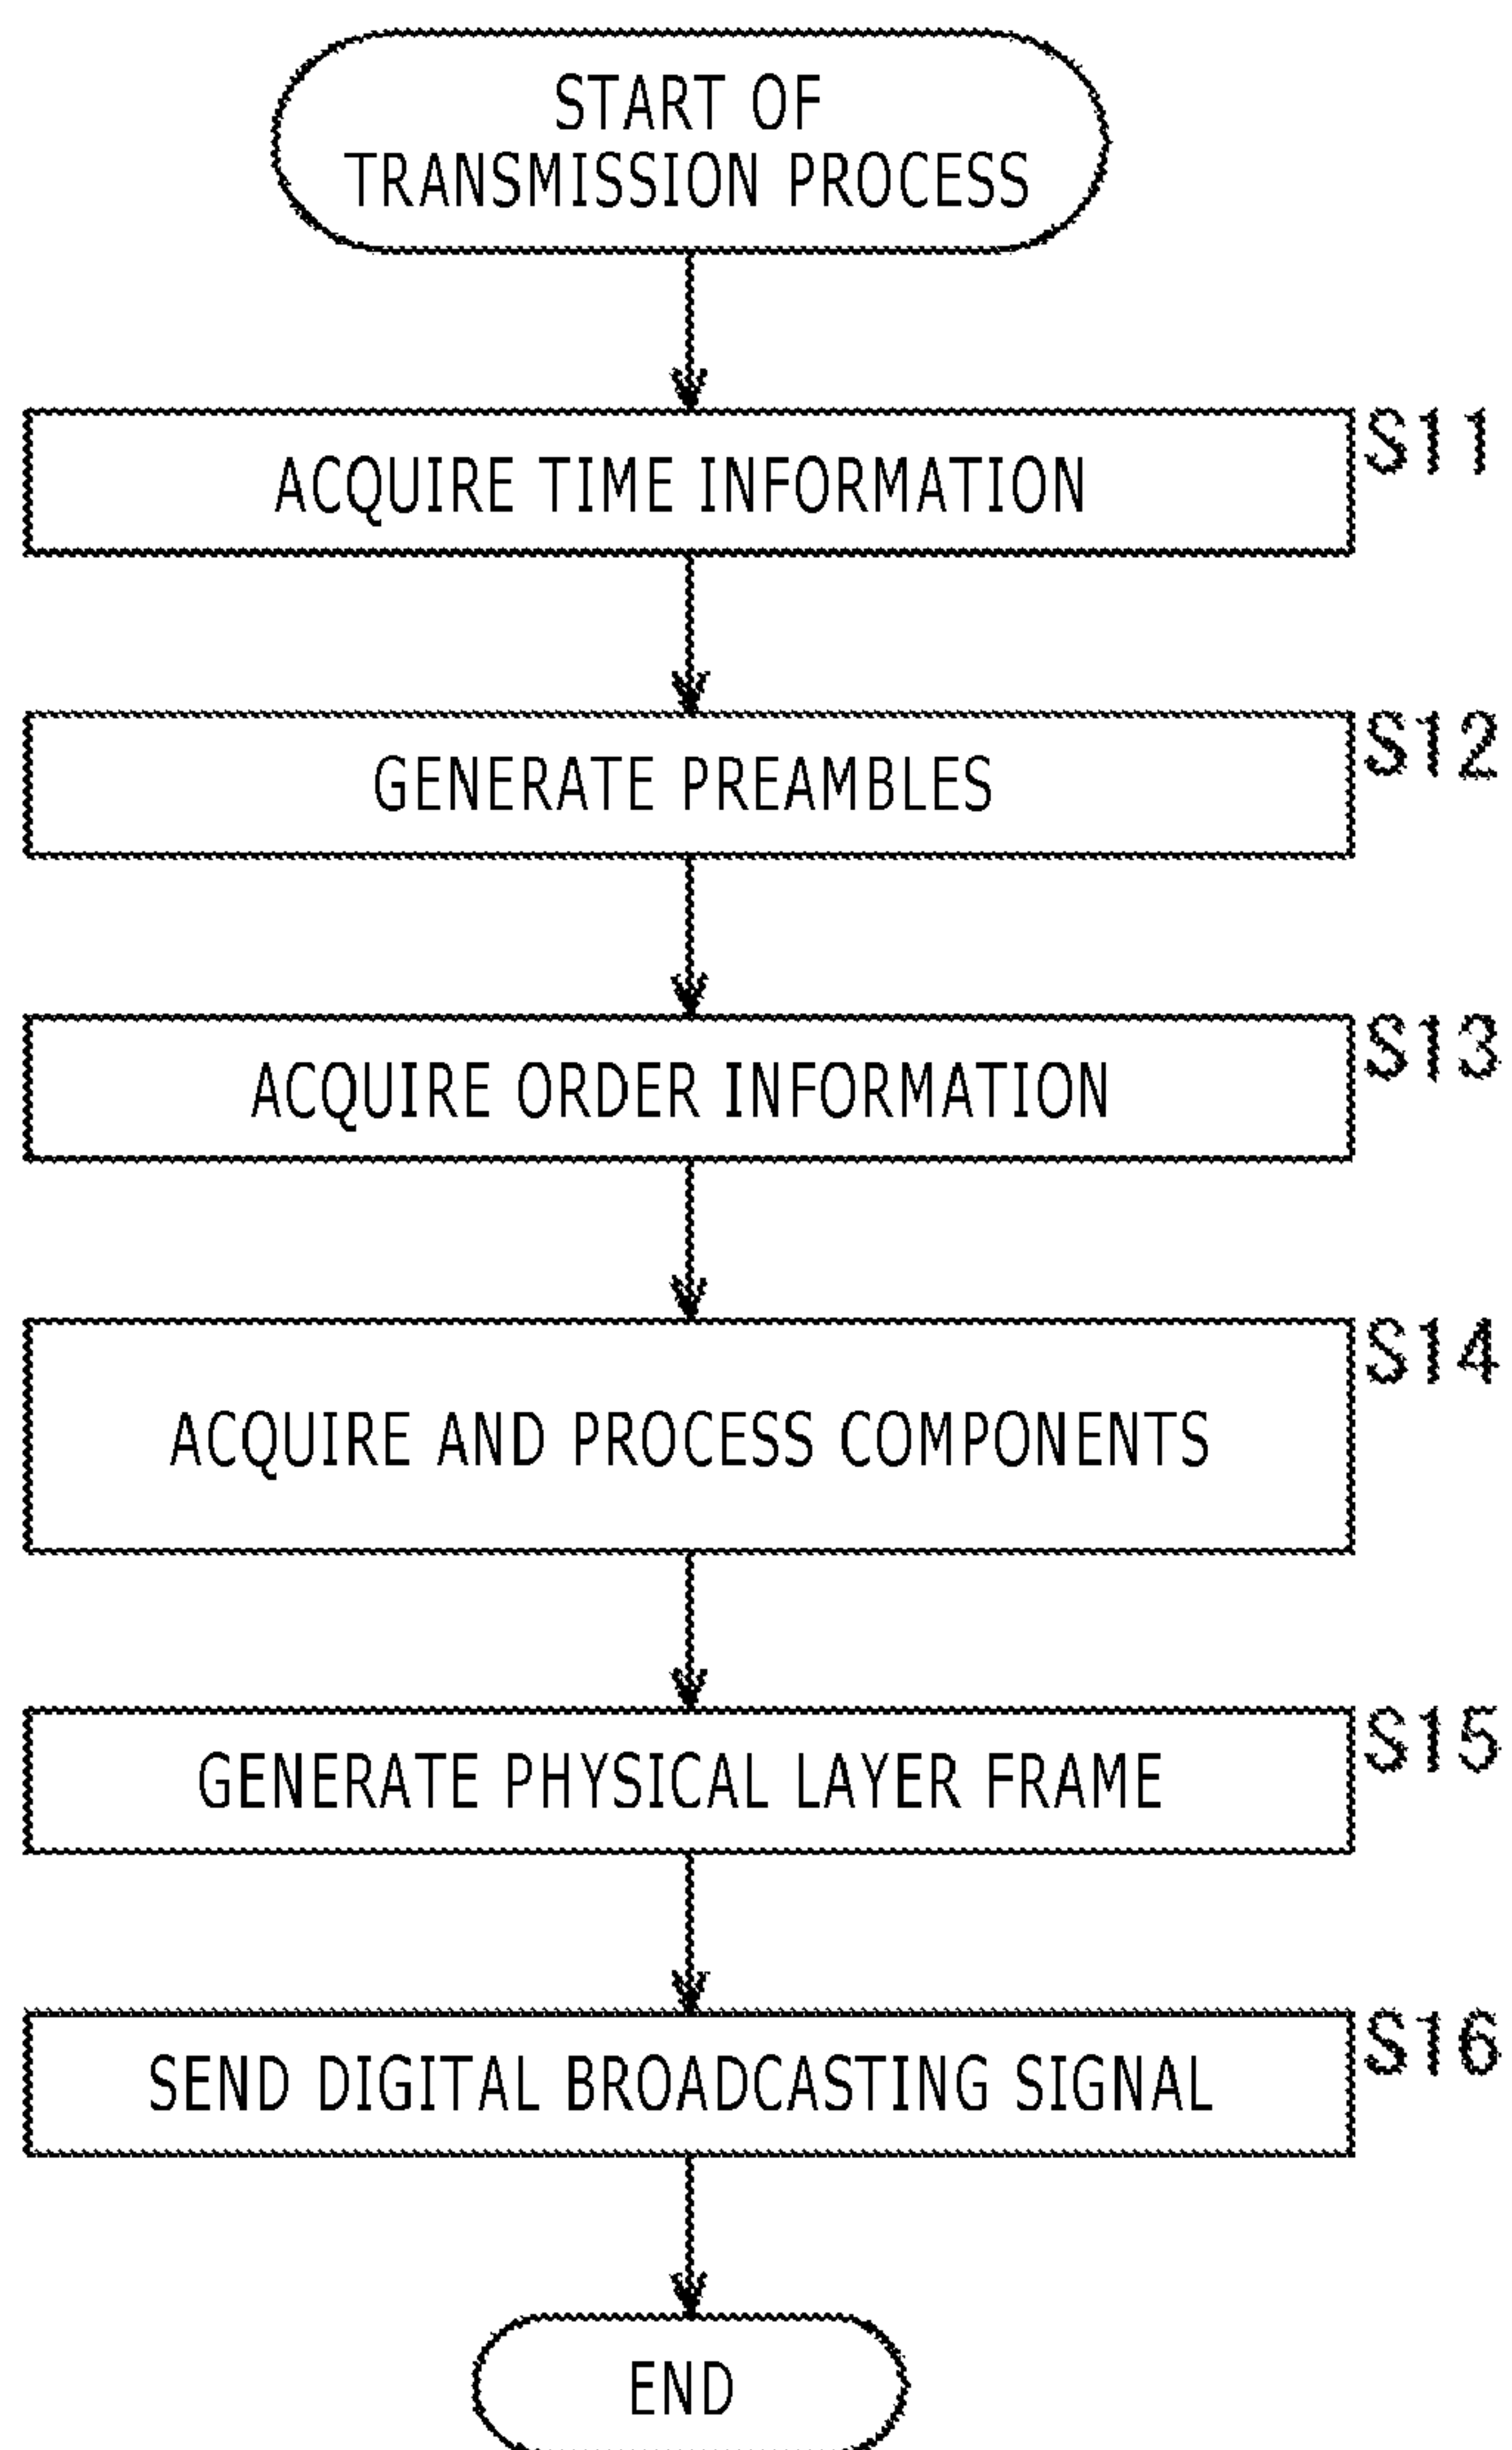 START OF
TRANSMISSION PROCESS
S11
ACQUIRE TIME INFORMATION
S12
GENERATE PREAMBLES
S13
ACQUIRE ORDER INFORMATION
S14
ACQUIRE AND PROCESS COMPONENTS
S15
GENERATE PHYSICAL LAYER FRAME
S16
SEND DIGITAL BROADCASTING SIGNAL
END